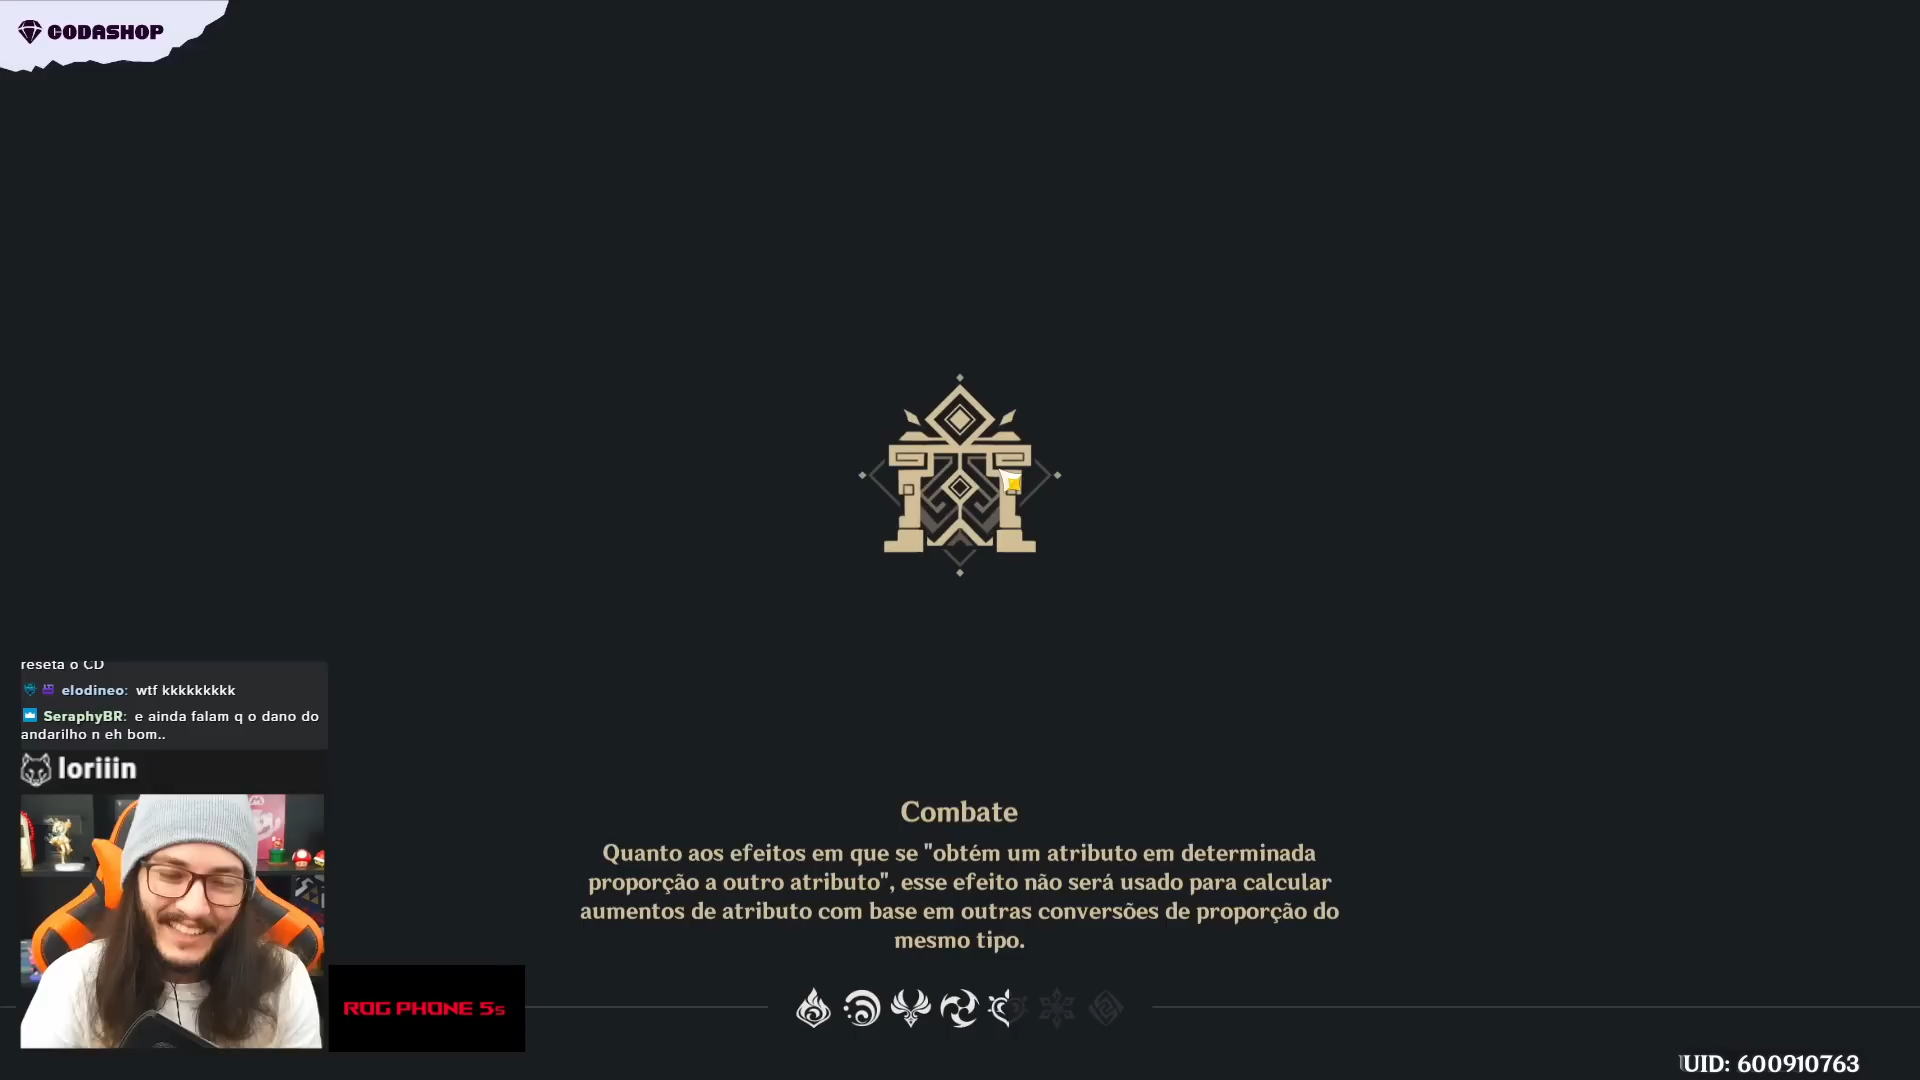 CODASHOP
reseta o CD
elodineo: wtf kkkkkkkkk
SeraphyBR: e ainda falam q o dano do
andarilho n eh bom..
loriiin
Combate
Quanto aos efeitos em que se "obtém um atributo em determinada
proporção a outro atributo", esse efeito não será usado para calcular
aumentos de atributo com base em outras conversões de proporção do
mesmo tipo.
ROG PHONE 5s
UID: 600910763